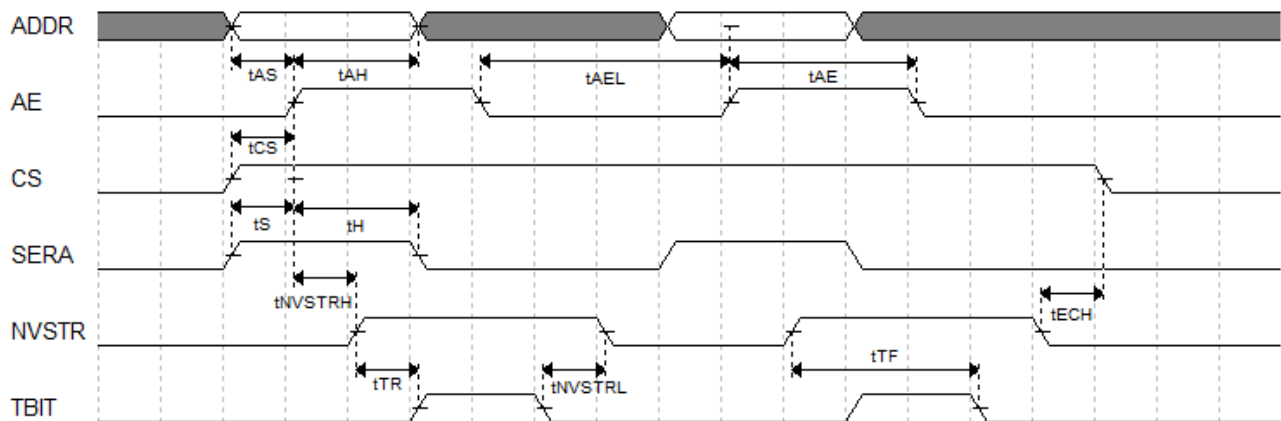 ADDR
tAS
tAH
tAEL
tAE
AE
tCS
CS
tS
tH
SERA
tNVSTRH
tECH
NVSTR
tTR
tNVSTRL
tTF
TBIT